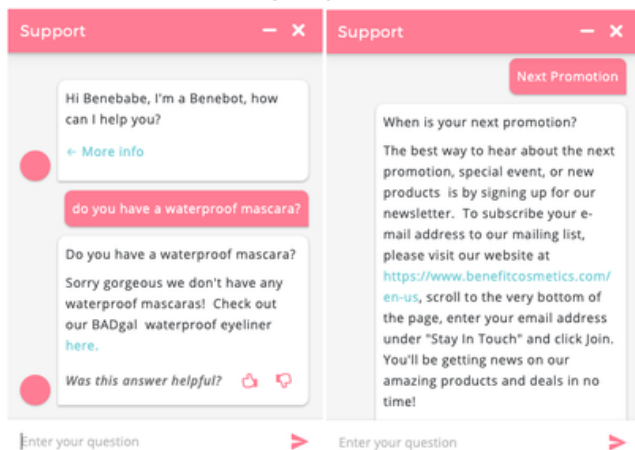 Support
Hi Benebabe, I'm a Benebot, how
can I help you?
← More info
do you have a waterproof mascara?
Do you have a waterproof mascara?
Sorry gorgeous we don't have any
waterproof mascaras!  Check out
our BADgal  waterproof eyeliner
here.
Was this answer helpful?
Enter your question
Support
Next Promotion
When is your next promotion?
The best way to hear about the next
promotion, special event, or new
products  is by signing up for our
newsletter.  To subscribe your e-
mail address to our mailing list,
please visit our website at
https://www.benefitcosmetics.com/
en-us, scroll to the very bottom of
the page, enter your email address
under "Stay In Touch" and click Join.
You'll be getting news on our
amazing products and deals in no
time!
Enter your question